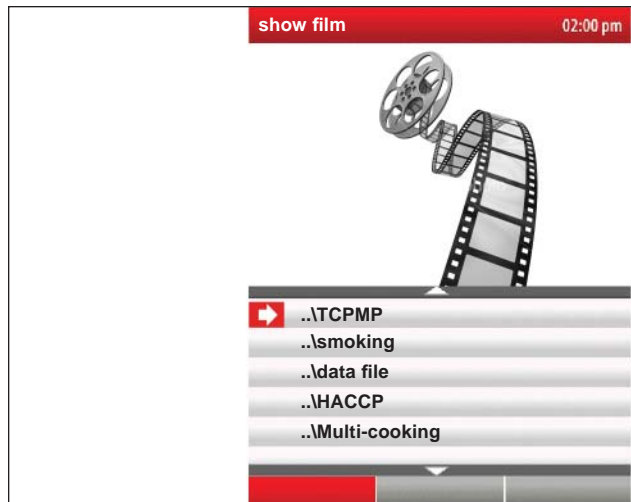 show film
02:00 pm
..\TCPMP
..\smoking
..\data file
..\HACCP
..\Multi-cooking